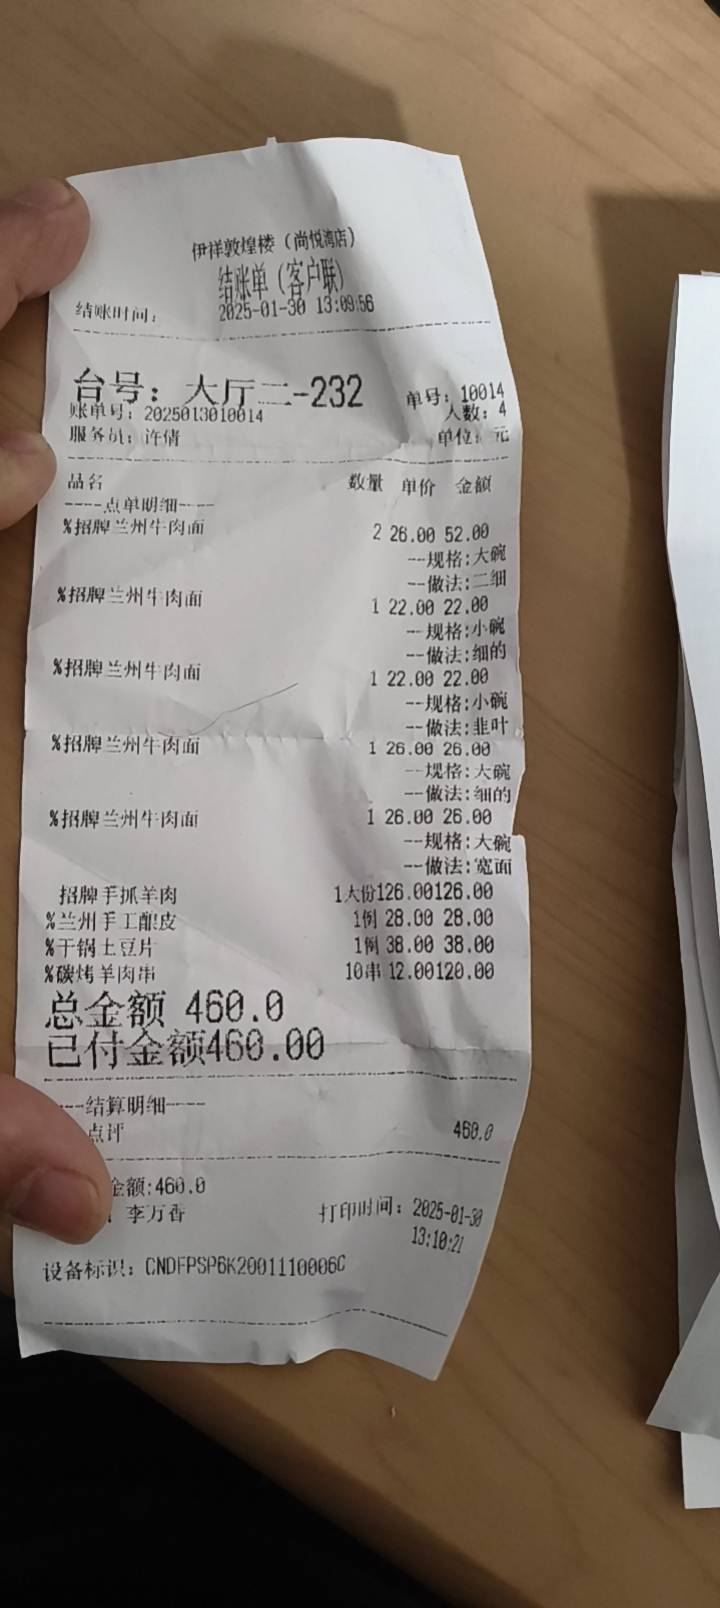 伊祥敦煌楼（尚悦湾店）
结账单（客户联）
结账时间： 2025-01-30 13:09:56
台号：大厅二-232 单号：10014
账单号：2025013010014 人数：4
服务员：许倩 单位：元
品名 数量 单价 金额
----点单明细----
%招牌兰州牛肉面 2 26.00 52.00
--规格:大碗
--做法:二细
%招牌兰州牛肉面 1 22.00 22.00
--规格:小碗
--做法:细的
%招牌兰州牛肉面 1 22.00 22.00
--规格:小碗
--做法:韭叶
%招牌兰州牛肉面 1 26.00 26.00
--规格:大碗
--做法:细的
%招牌兰州牛肉面 1 26.00 26.00
--规格:大碗
--做法:宽面
招牌手抓羊肉 1大份126.00126.00
%兰州手工酿皮 1例 28.00 28.00
%干锅土豆片 1例 38.00 38.00
%碳烤羊肉串 10串 12.00120.00
总金额 460.0
已付金额460.00
----结算明细----
点评 460.0
金额:460.0
李万香 打印时间：2025-01-30
13:10:21
设备标识：CNDFPSP6K2001110006C